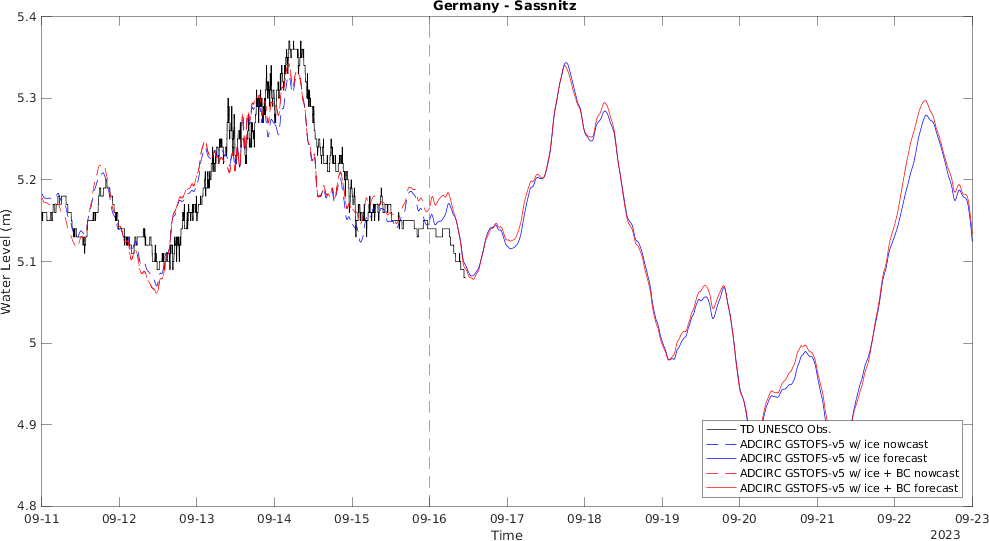 Germany - Sassnitz
5.4
5.3
5.2
5.1
5
4.9
4.8
Water Level (m)
09-11 09-12 09-13 09-14 09-15 09-16 09-17 09-18 09-19 09-20 09-21 09-22 09-23
Time
2023
TD UNESCO Obs.
ADCIRC GSTOFS-v5 w/ ice nowcast
ADCIRC GSTOFS-v5 w/ ice forecast
ADCIRC GSTOFS-v5 w/ ice + BC nowcast
ADCIRC GSTOFS-v5 w/ ice + BC forecast